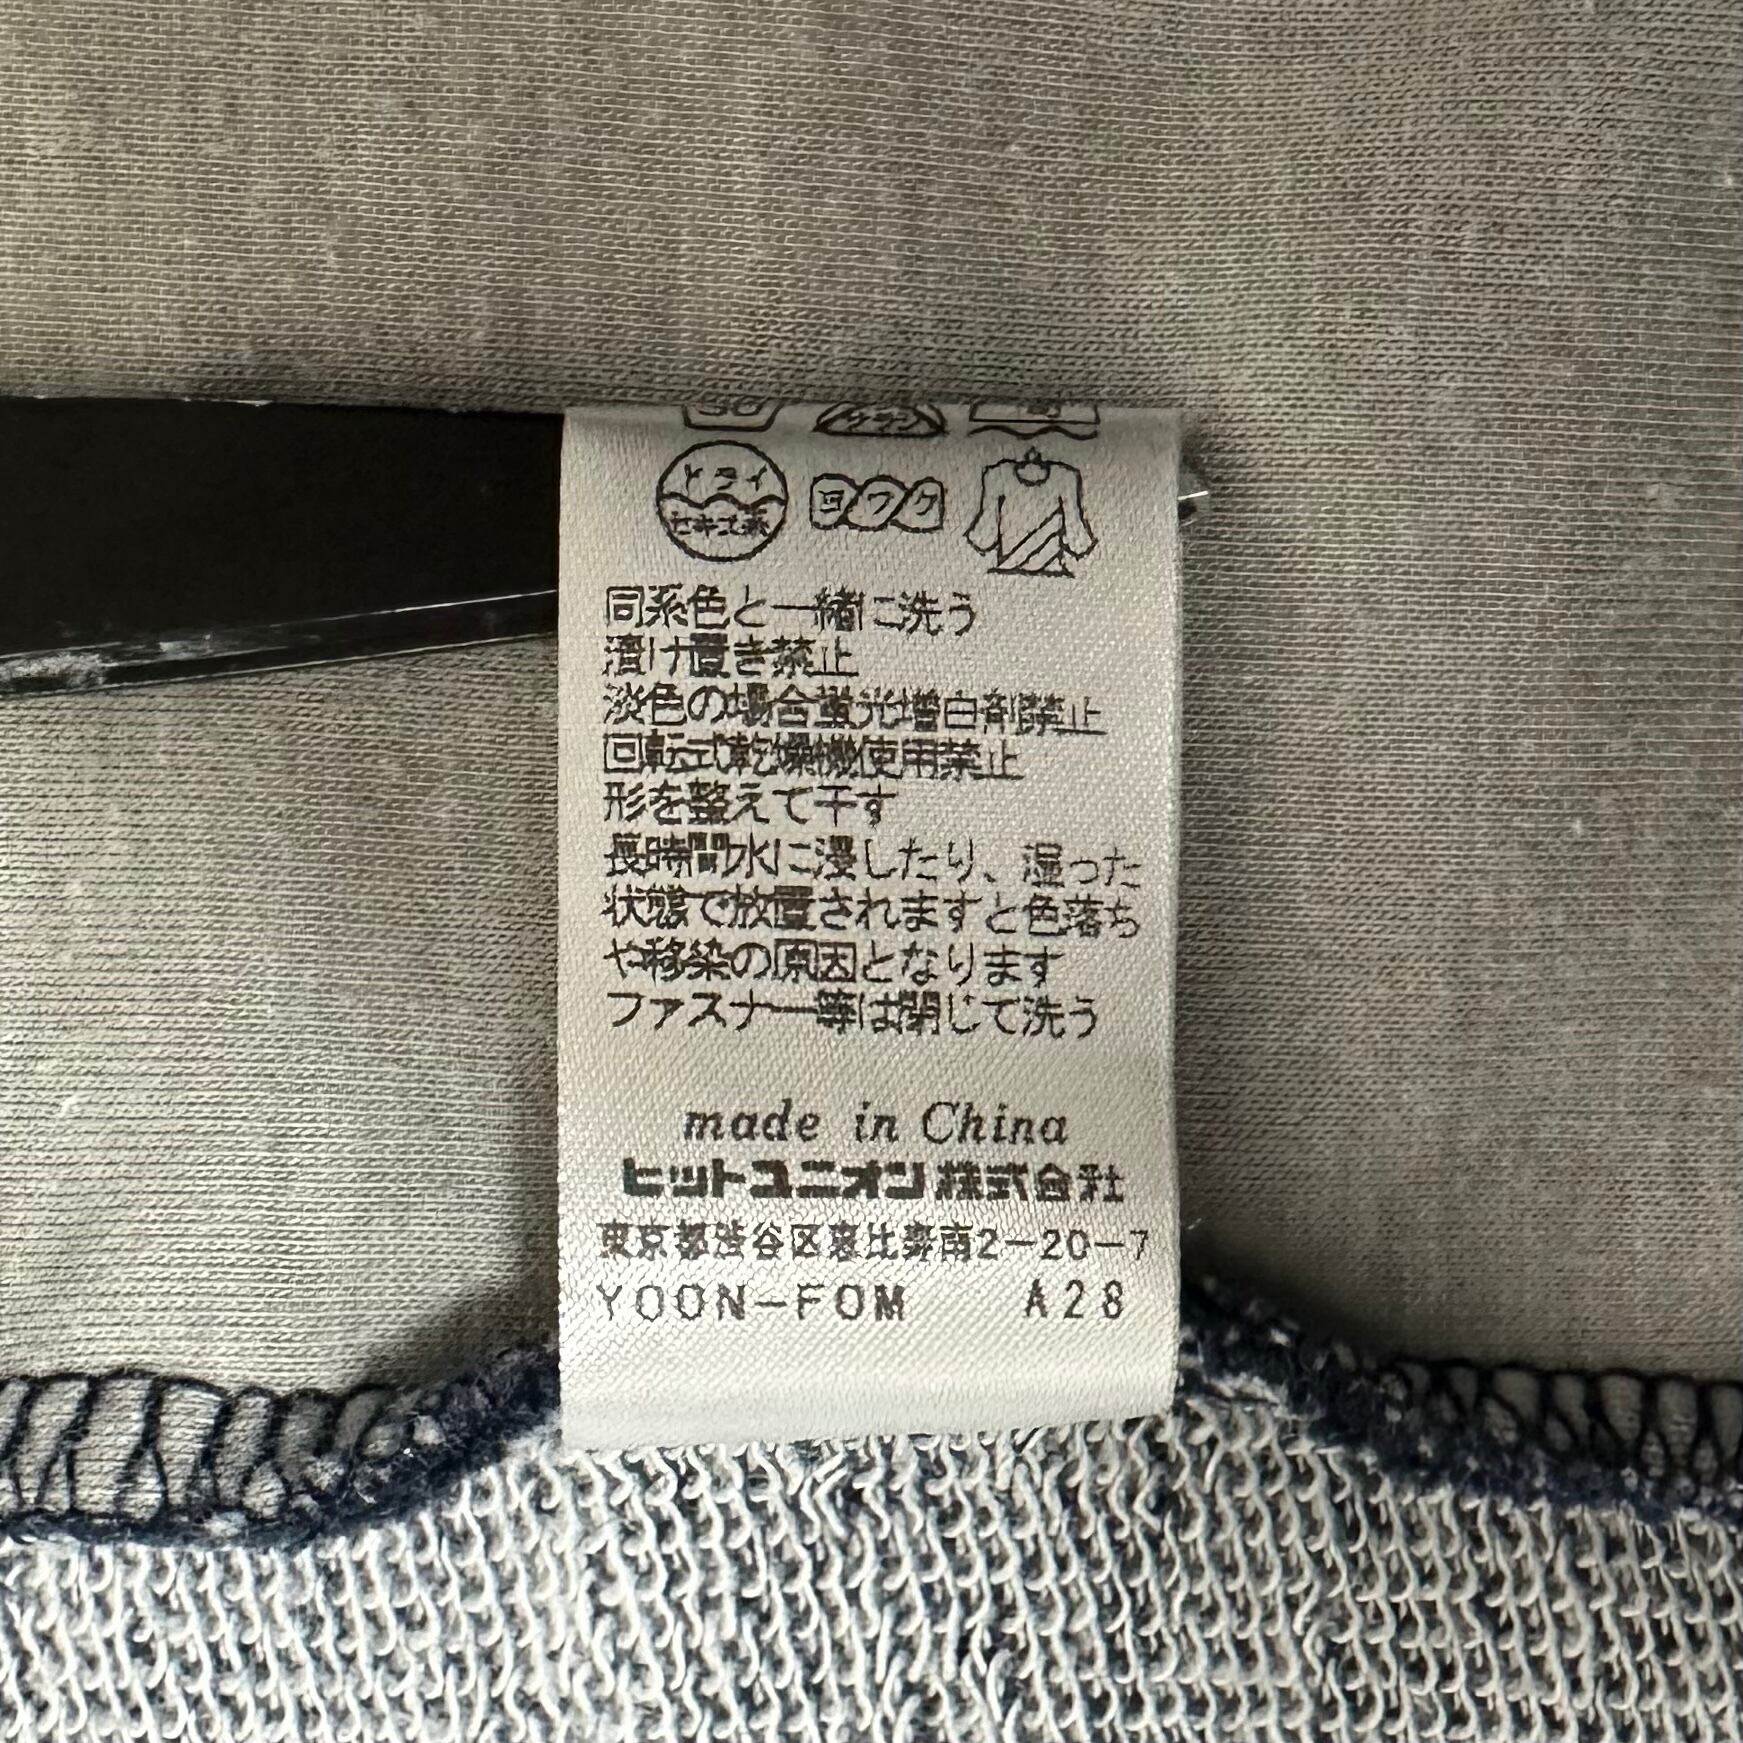 ドライ
セキユ系
ヨワク
同系色と一緒に洗う
漬け置き禁止
淡色の場合蛍光増白剤禁止
回転式乾燥機使用禁止
形を整えて干す
長時間水に浸したり、湿った
状態で放置されますと色落ち
や移染の原因となります
ファスナー等は閉じて洗う
made in China
ヒットユニオン株式会社
東京都渋谷区恵比寿南2-20-7
YOON-FOM A28